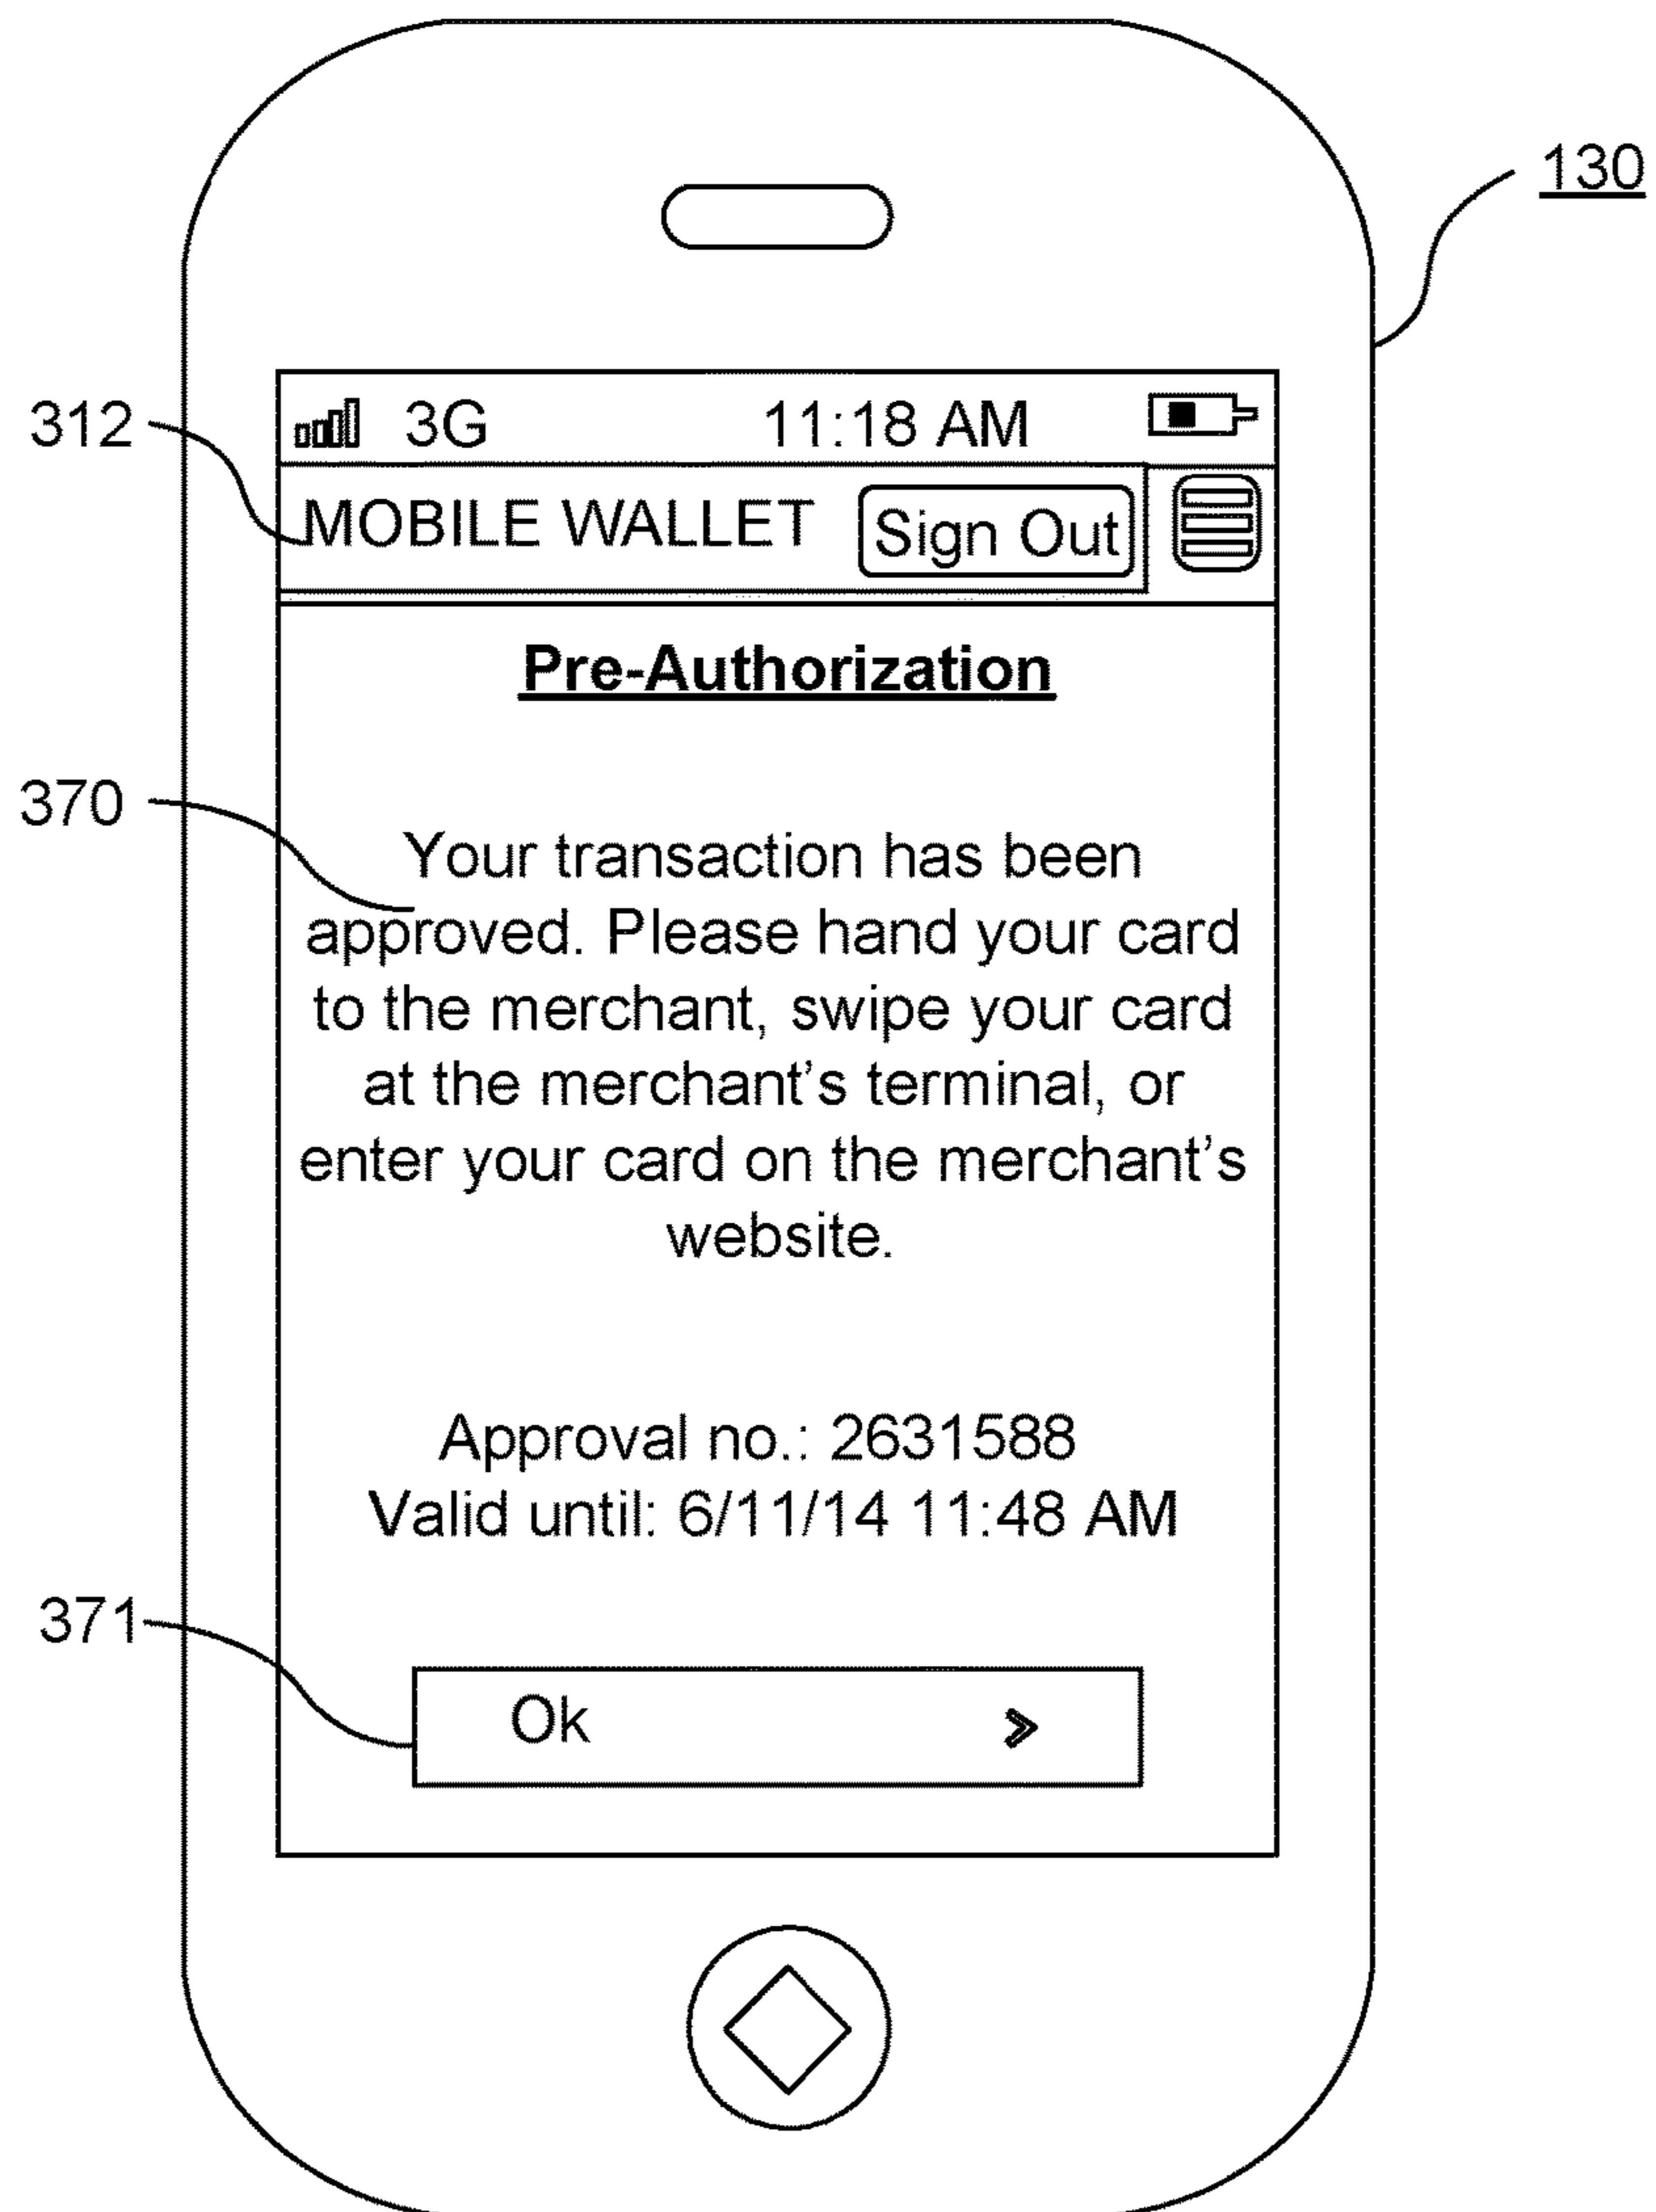 130
312
3G 11:18 AM
MOBILE WALLET Sign Out
Pre-Authorization
370
Your transaction has been
approved. Please hand your card
to the merchant, swipe your card
at the merchant's terminal, or
enter your card on the merchant's
website.
Approval no.: 2631588
Valid until: 6/11/14 11:48 AM
371
Ok